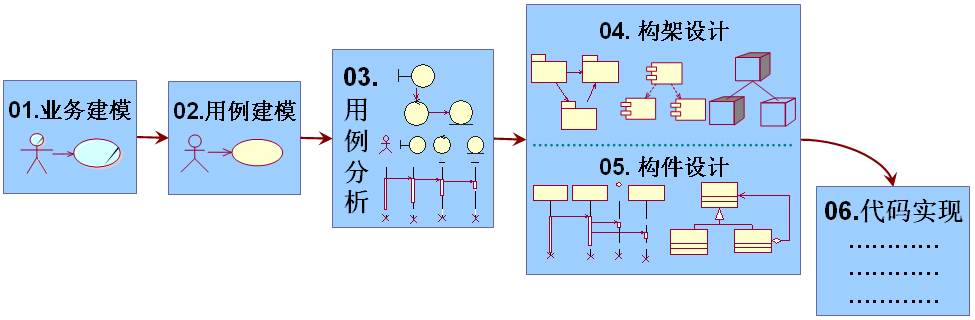 01.业务建模
02.用例建模
03.
用
例
分
析
04. 构架设计
05. 构件设计
06.代码实现
…………
…………
…………